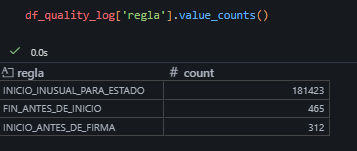 df_quality_log['regla'].value_counts()
0.0s
regla # count
INICIO_INUSUAL_PARA_ESTADO 181423
FIN_ANTES_DE_INICIO 465
INICIO_ANTES_DE_FIRMA 312